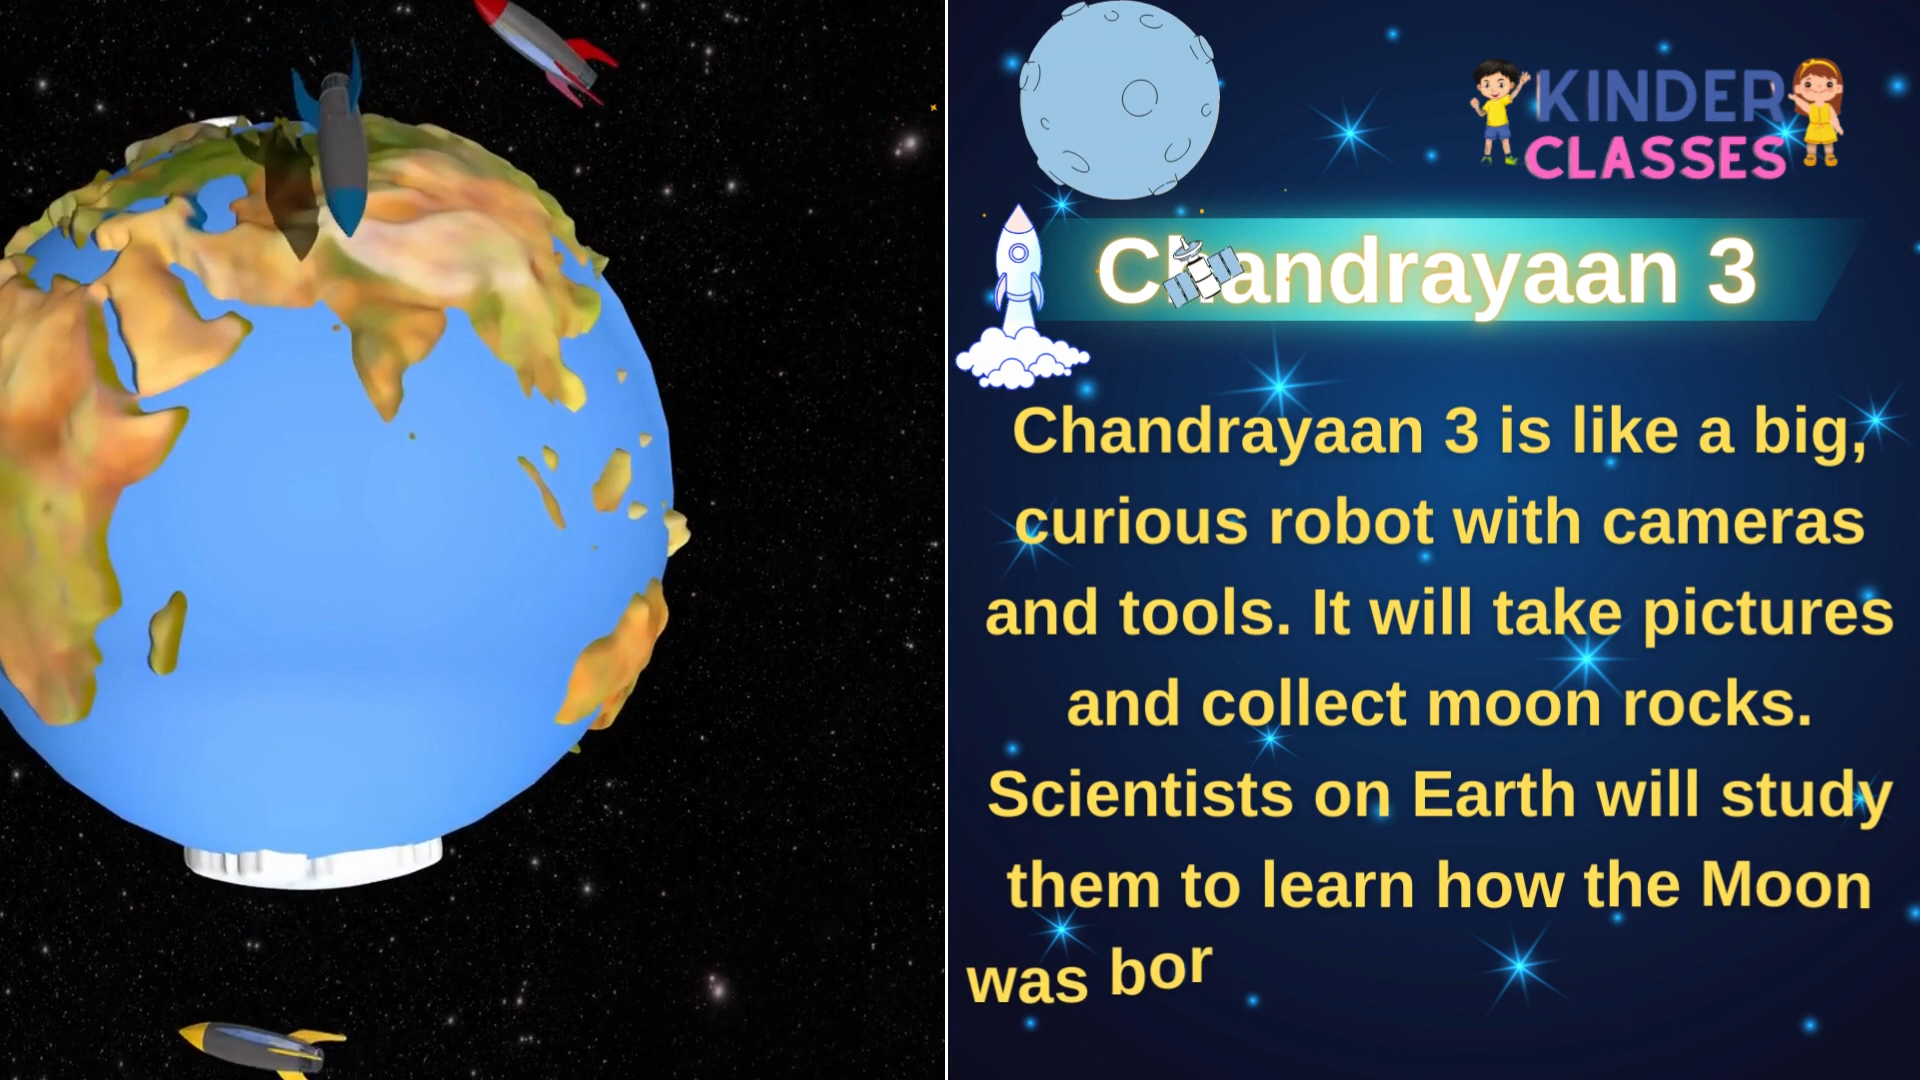 KINDER
CLASSES
Chandrayaan 3
Chandrayaan 3 is like a big,
curious robot with cameras
and tools. It will take pictures
and collect moon rocks.
Scientists on Earth will study
them to learn how the Moon
was bor